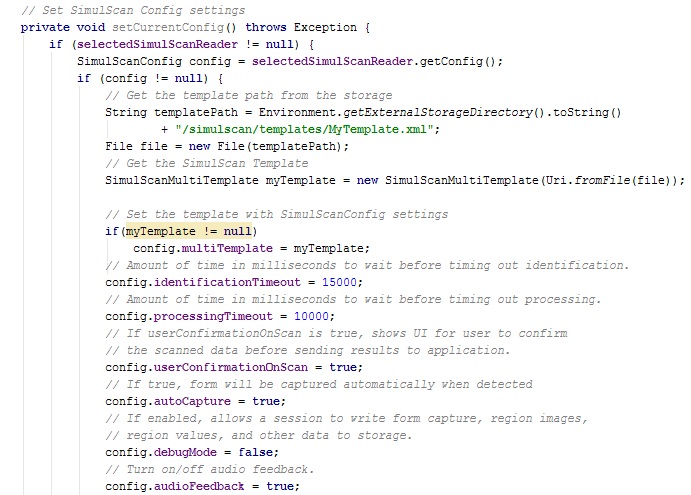 // Set SimulScan Config settings
private void setCurrentConfig() throws Exception {
if (selectedSimulScanReader != null) {
SimulScanConfig config = selectedSimulScanReader.getConfig();
if (config != null) {
// Get the template path from the storage
String templatePath = Environment.getExternalStorageDirectory().toString()
+ "/simulscan/templates/MyTemplate.xml";
File file = new File(templatePath);
// Get the SimulScan Template
SimulScanMultiTemplate myTemplate = new SimulScanMultiTemplate(Uri.fromFile(file));
// Set the template with SimulScanConfig settings
if(myTemplate != null)
config.multiTemplate = myTemplate;
// Amount of time in milliseconds to wait before timing out identification.
config.identificationTimeout = 15000;
// Amount of time in milliseconds to wait before timing out processing.
config.processingTimeout = 10000;
// If userConfirmationOnScan is true, shows UI for user to confirm
// the scanned data before sending results to application.
config.userConfirmationOnScan = true;
// If true, form will be captured automatically when detected
config.autoCapture = true;
// If enabled, allows a session to write form capture, region images,
// region values, and other data to storage.
config.debugMode = false;
// Turn on/off audio feedback.
config.audioFeedback = true;